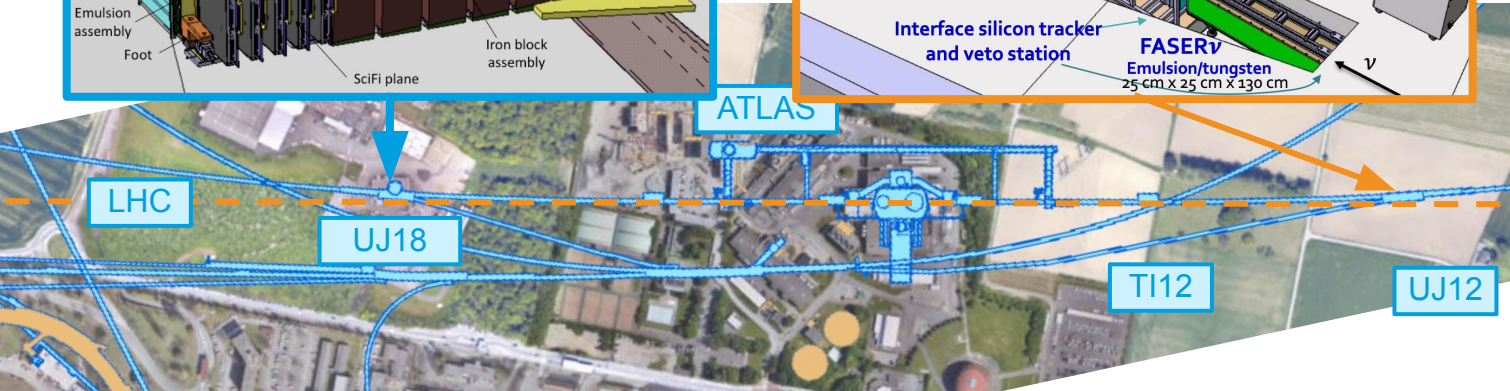 Emulsion
assembly
Foot
SciFi plane
Iron block
assembly
Interface silicon tracker
and veto station
FASERν
Emulsion/tungsten
25 cm x 25 cm x 130 cm
ν
ATLAS
LHC
UJ18
TI12
UJ12